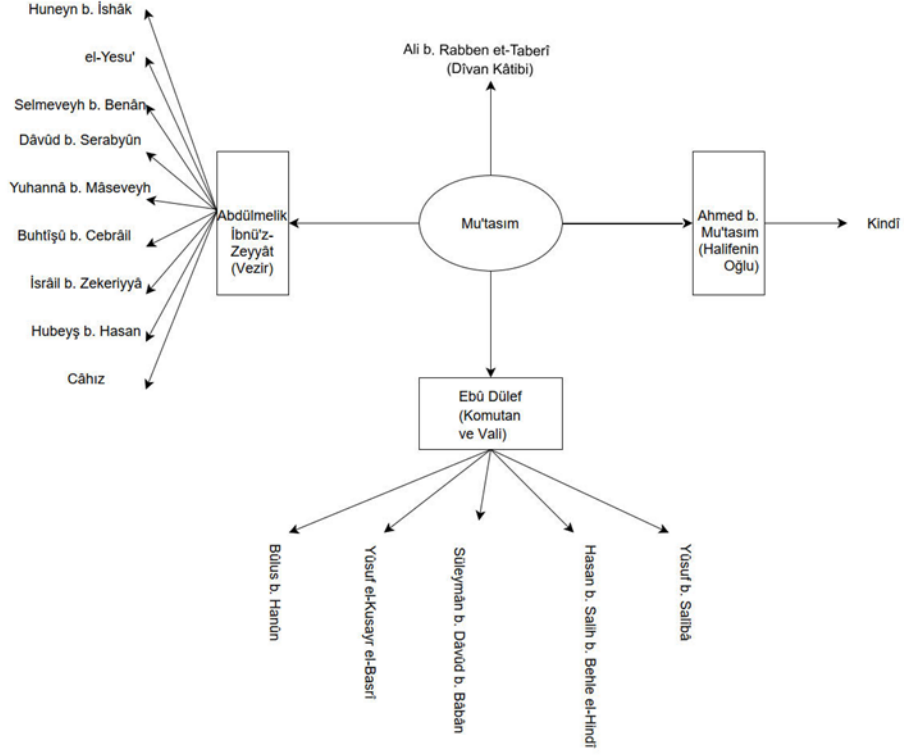 Huneyn b. İshâk
el-Yesu'
Selmeveyh b. Benân
Dâvûd b. Serabyûn
Yuhannâ b. Mâseveyh
Buhtîşû b. Cebrâil
İsrâil b. Zekeriyyâ
Hubeyş b. Hasan
Câhız
Abdülmelik
İbnü'z-
Zeyyât
(Vezir)
Ali b. Rabben et-Taberî
(Dîvan Kâtibi)
Mu'tasım
Ahmed b.
Mu'tasım
(Halifenin
Oğlu)
Kindî
Ebû Dülef
(Komutan
ve Vali)
Bûlus b. Hanûn
Yûsuf el-Kusayr el-Basrî
Süleymân b. Dâvûd b. Bâbân
Hasan b. Salih b. Behle el-Hindî
Yûsuf b. Salîbâ